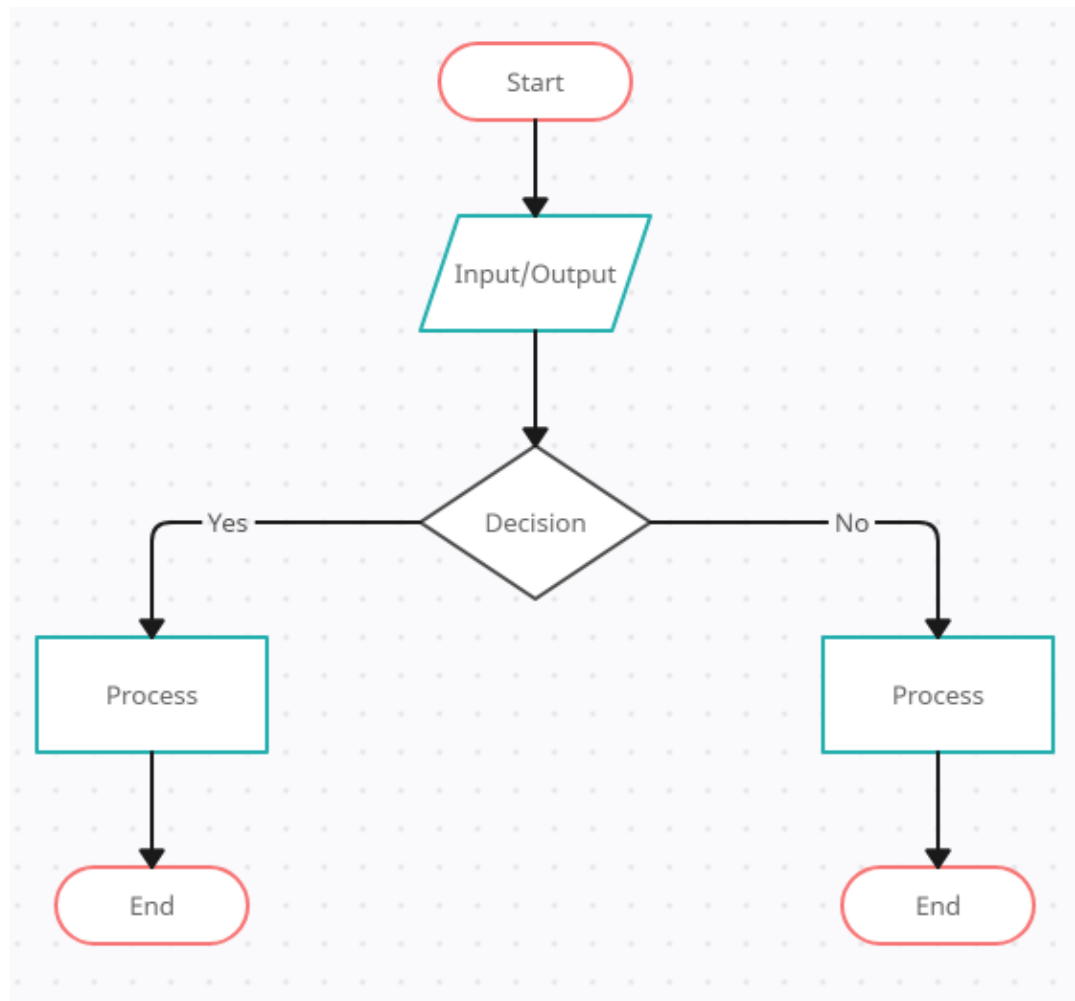 Start
Input/Output
Decision
Yes
No
Process
Process
End
End